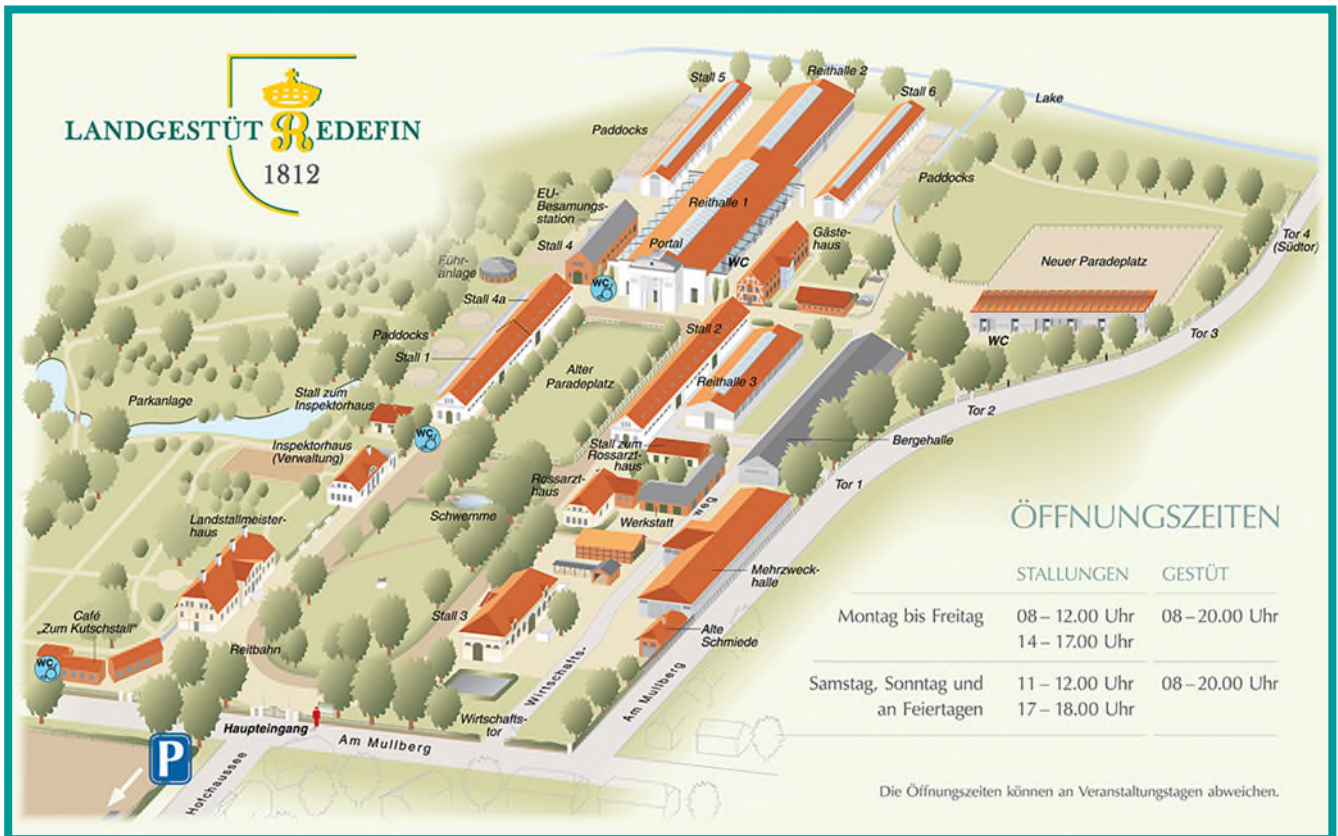 LANDGESTÜT REDEFIN
1812
Stall 5
Reithalle 2
Stall 6
Lake
Paddocks
Paddocks
EU-
Besamungs-
station
Reithalle 1
Stall 4
Portal
Gäste-
haus
WC
Tor 4
(Südtor)
Neuer Paradeplatz
Führ-
anlage
WC
Stall 4a
Stall 2
WC
Tor 3
Paddocks
Stall 1
Alter
Paradeplatz
Reithalle 3
Parkanlage
Stall zum
Inspektorhaus
Tor 2
WC
Bergehalle
Inspektorhaus
(Verwaltung)
Stall zum
Rossarzt-
haus
Rossarzt-
haus
Tor 1
Landstallmeister-
haus
Schwemme
Werkstatt
weg
Mehrzweck-
halle
Café
„Zum Kutschstall“
Stall 3
Alte
Schmiede
WC
Reitbahn
Wirtschafts-
Am Mullberg
Haupteingang
Wirtschafts-
tor
Am Mullberg
P
Hofchaussee
ÖFFNUNGSZEITEN
STALLUNGEN GESTÜT
Montag bis Freitag 08–12.00 Uhr 08–20.00 Uhr
14–17.00 Uhr
Samstag, Sonntag und 11–12.00 Uhr 08–20.00 Uhr
an Feiertagen 17–18.00 Uhr
Die Öffnungszeiten können an Veranstaltungstagen abweichen.